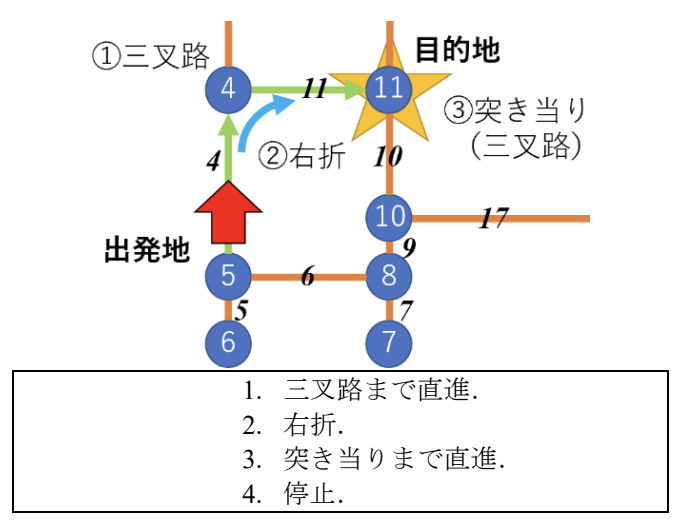 ①三叉路
目的地
4
11
11
③突き当り
(三叉路)
②右折
4
10
10
17
出発地
9
5
6
8
5
7
6
7
1. 三叉路まで直進.
2. 右折.
3. 突き当りまで直進.
4. 停止.